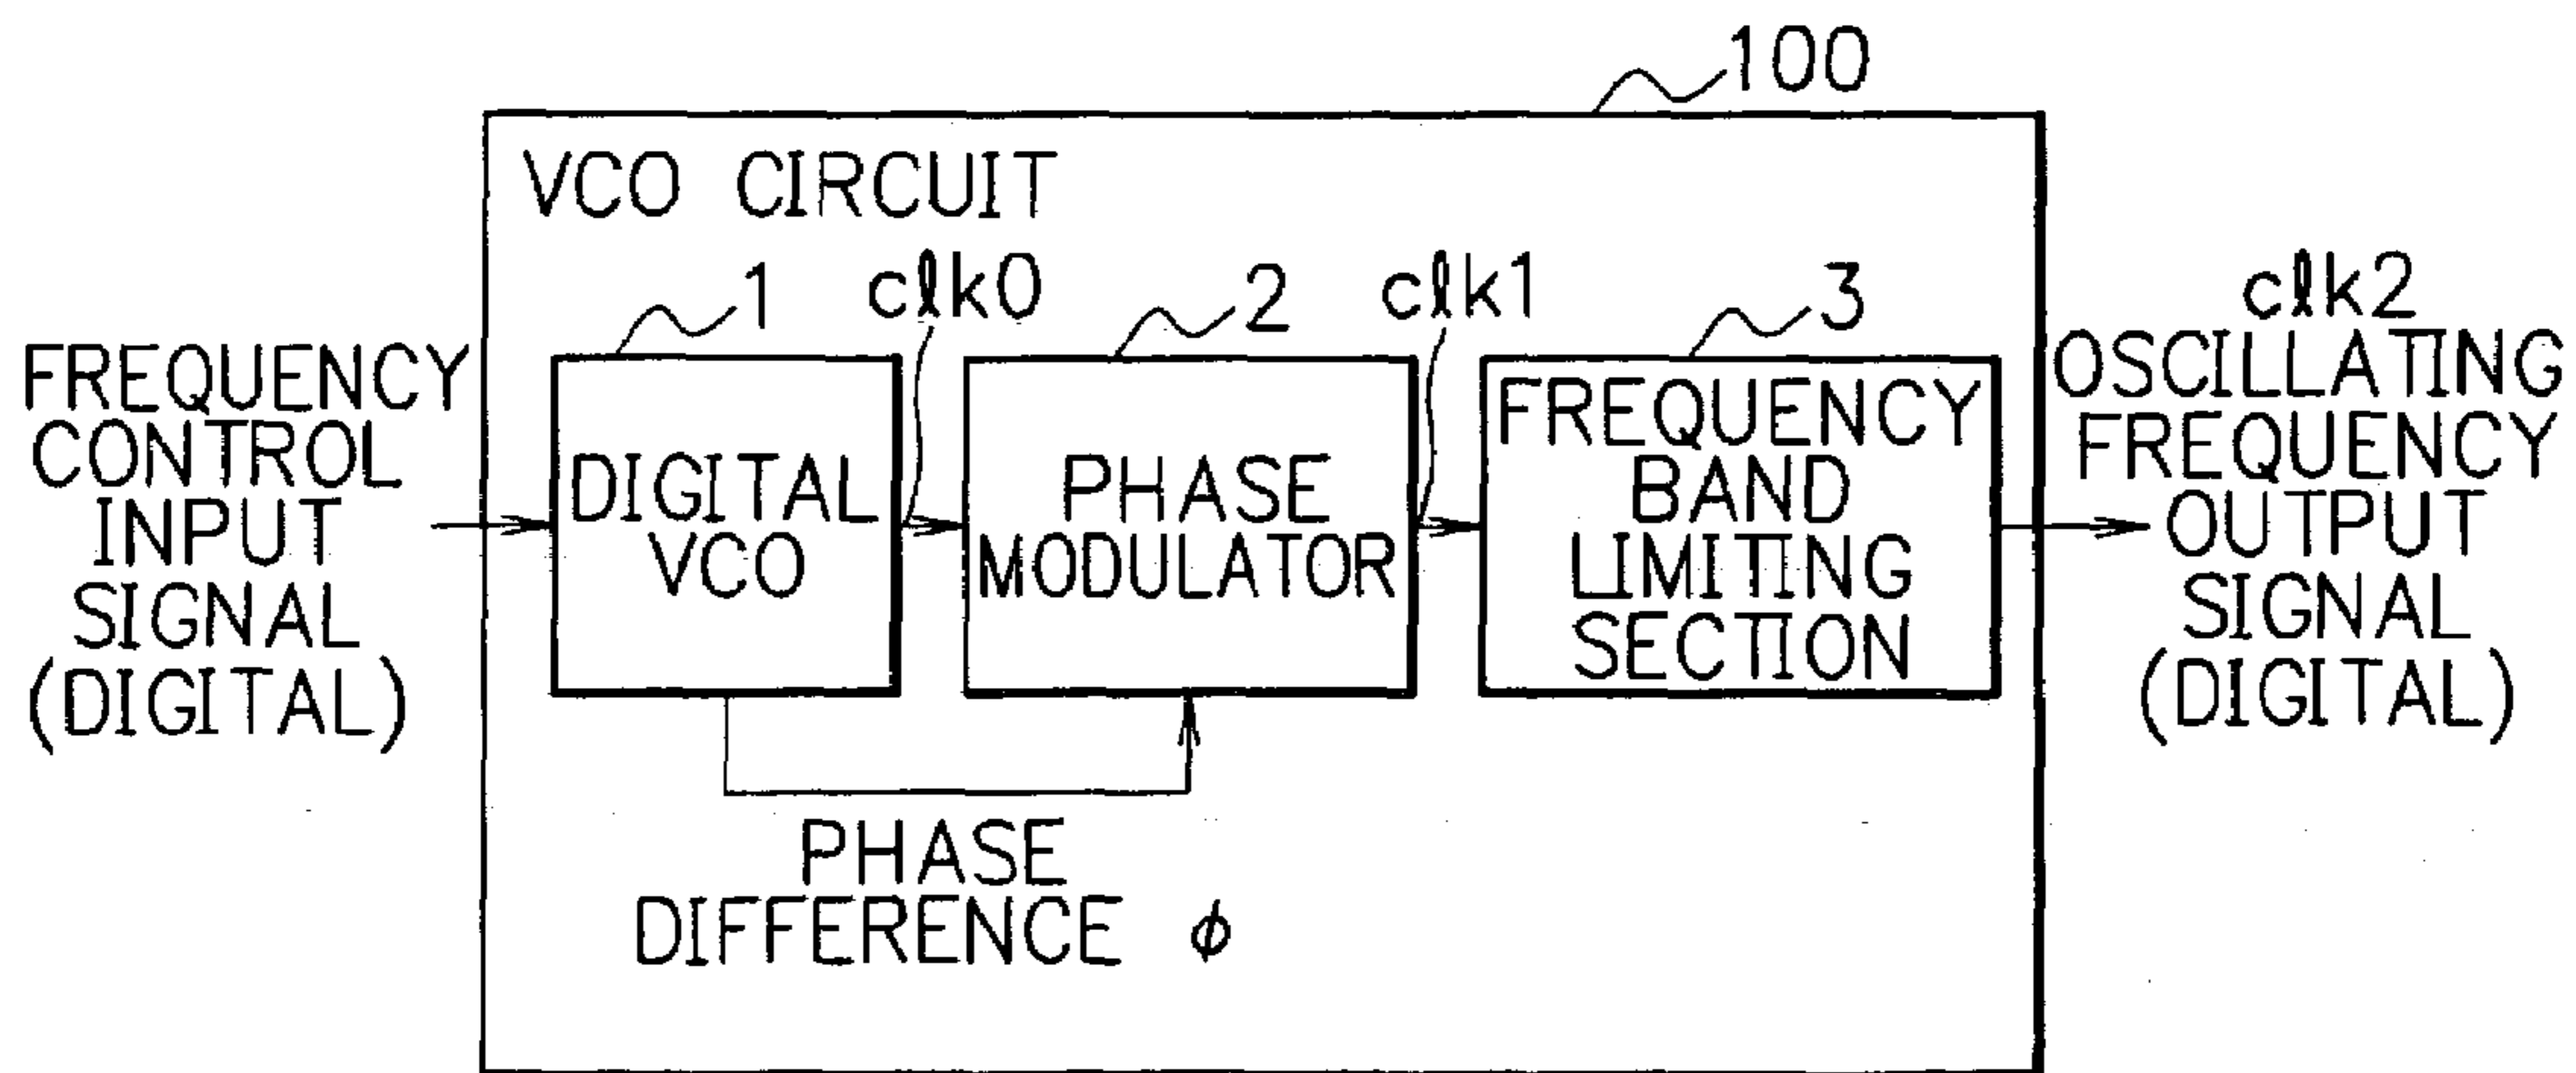 100
VCO CIRCUIT
1
clk0
2
clk1
3
clk2
FREQUENCY
CONTROL
INPUT
SIGNAL
(DIGITAL)
DIGITAL
VCO
PHASE
MODULATOR
FREQUENCY
BAND
LIMITING
SECTION
OSCILLATING
FREQUENCY
OUTPUT
SIGNAL
(DIGITAL)
PHASE
DIFFERENCE ϕ